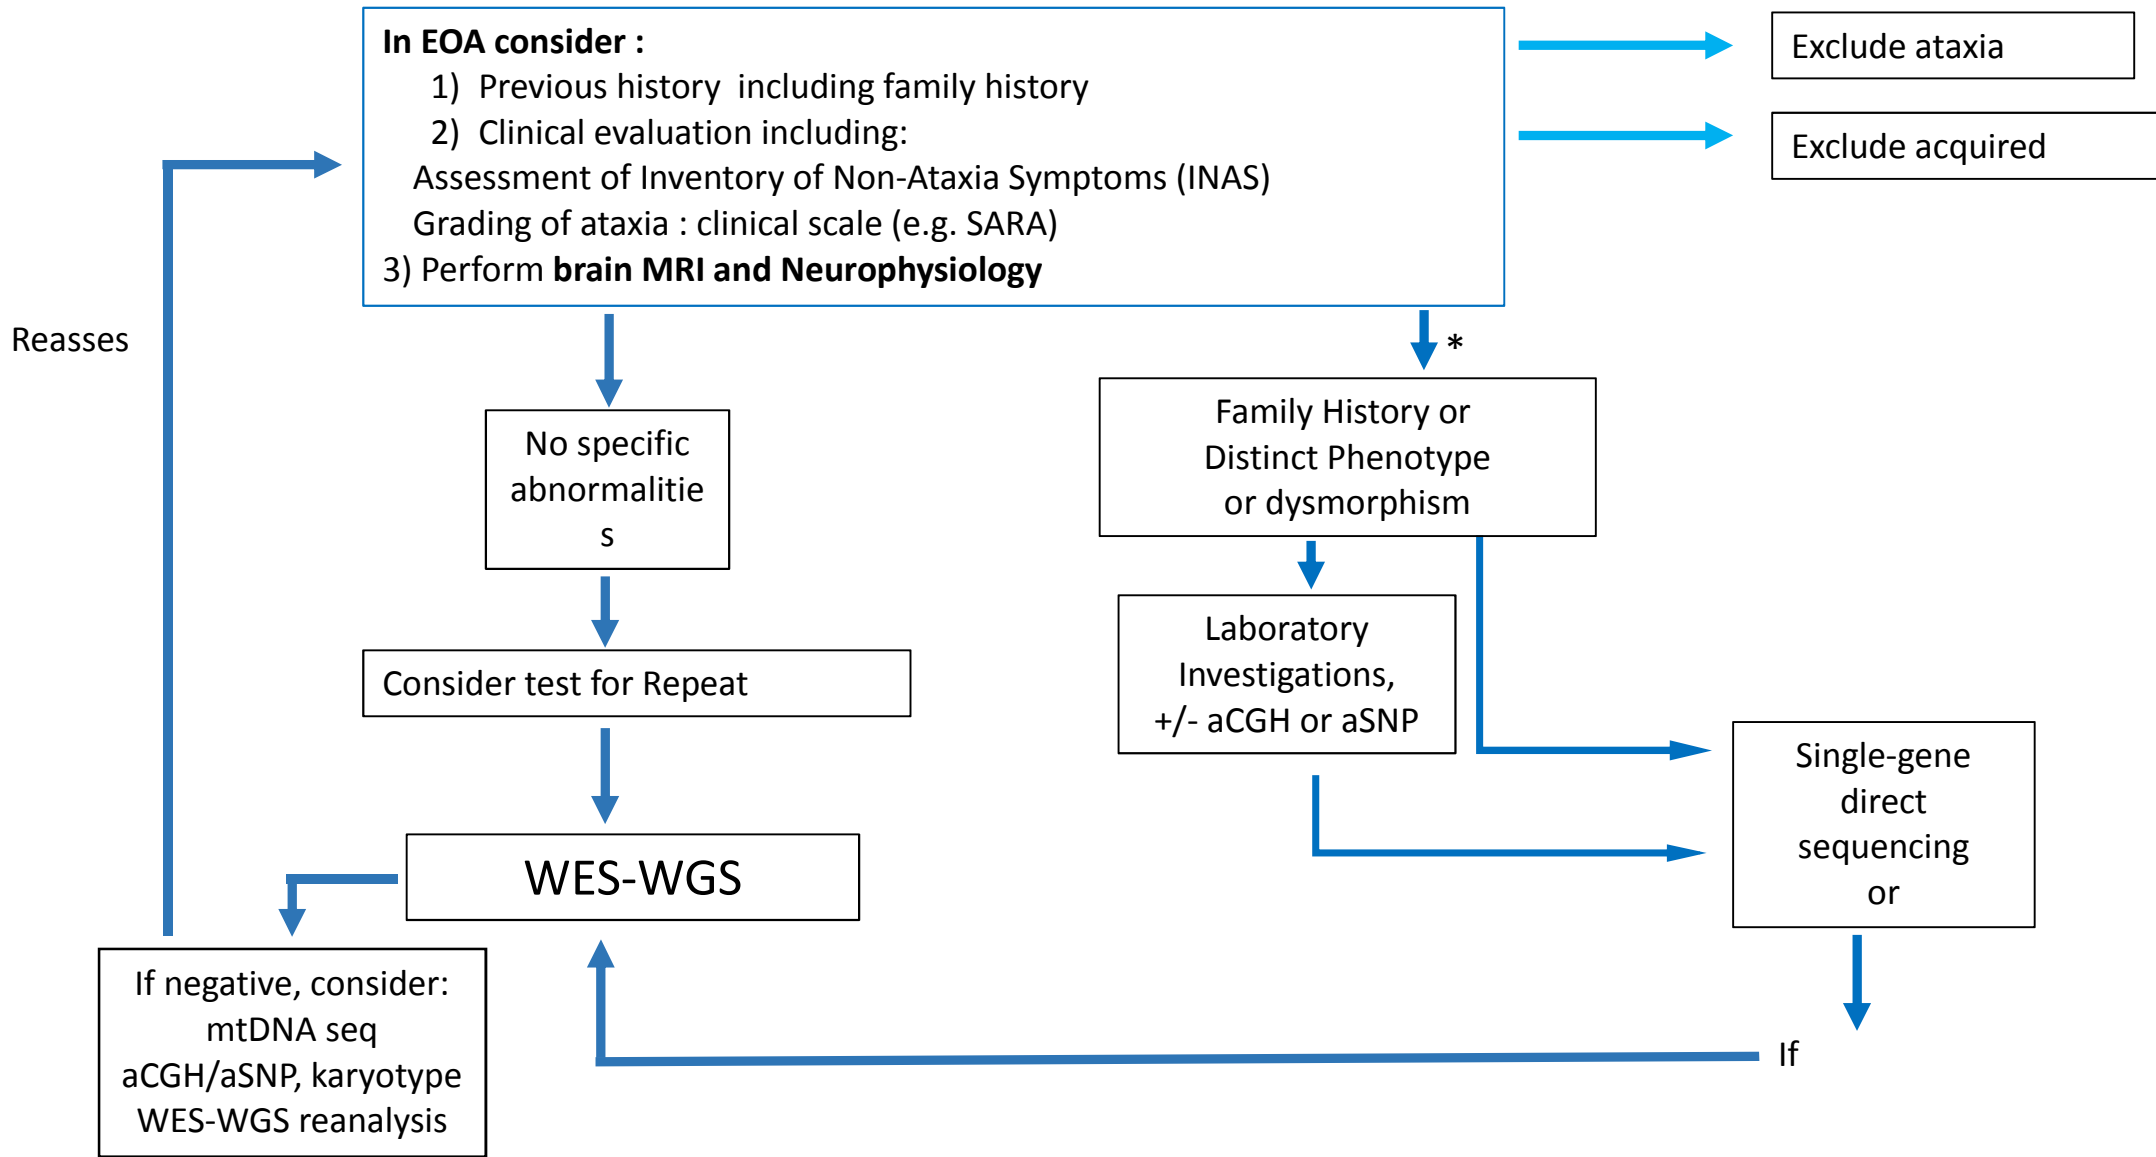 In EOA consider :
1) Previous history including family history
2) Clinical evaluation including:
Assessment of Inventory of Non-Ataxia Symptoms (INAS)
Grading of ataxia : clinical scale (e.g. SARA)
3) Perform brain MRI and Neurophysiology
Exclude ataxia
Exclude acquired
Reasses
*
No specific
abnormalitie
s
Family History or
Distinct Phenotype
or dysmorphism
Consider test for Repeat
Laboratory
Investigations,
+/- aCGH or aSNP
WES-WGS
Single-gene
direct
sequencing
or
If negative, consider:
mtDNA seq
aCGH/aSNP, karyotype
WES-WGS reanalysis
If